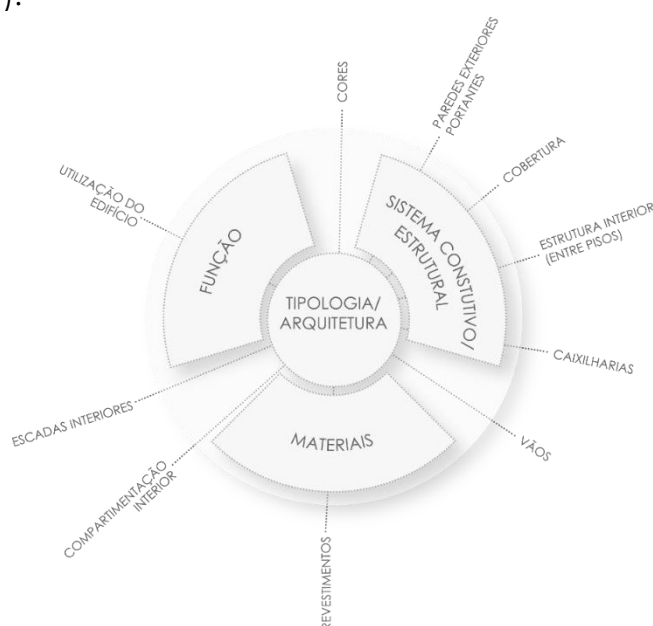 ).
CORES
PAREDES EXTERIORES
PORTANTES
COBERTURA
ESTRUTURA INTERIOR
(ENTRE PISOS)
CAIXILHARIAS
VÃOS
REVESTIMENTOS
COMPARTIMENTAÇÃO
INTERIOR
ESCADAS INTERIORES
UTILIZAÇÃO DO
EDIFÍCIO
FUNÇÃO
SISTEMA CONSTUTIVO/
ESTRUTURAL
TIPOLOGIA/
ARQUITETURA
MATERIAIS